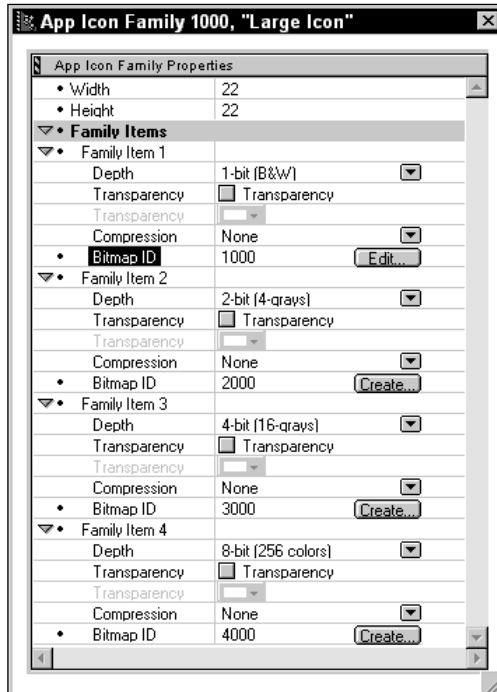 App Icon Family 1000, "Large Icon"
App Icon Family Properties
• Width 22
• Height 22
• Family Items
• Family Item 1
Depth 1-bit (B&W)
Transparency Transparency
Transparency
Compression None
• Bitmap ID 1000 Edit...
• Family Item 2
Depth 2-bit (4-grays)
Transparency Transparency
Transparency
Compression None
• Bitmap ID 2000 Create...
• Family Item 3
Depth 4-bit (16-grays)
Transparency Transparency
Transparency
Compression None
• Bitmap ID 3000 Create...
• Family Item 4
Depth 8-bit (256 colors)
Transparency Transparency
Transparency
Compression None
• Bitmap ID 4000 Create...